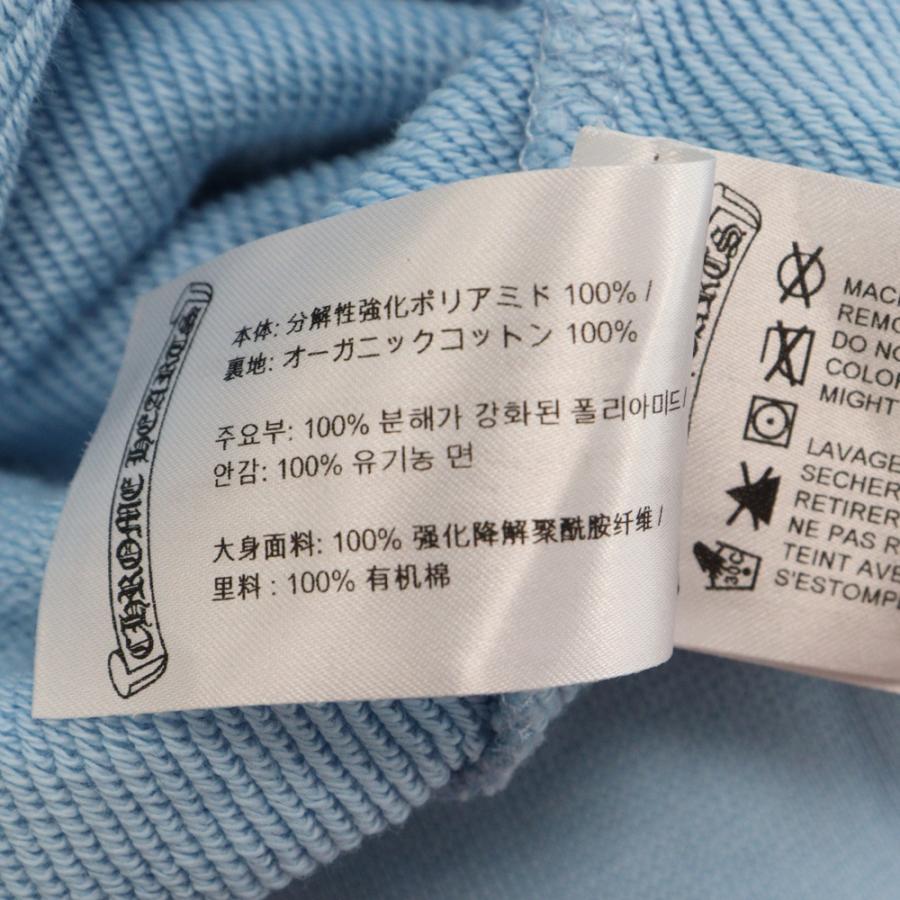 CHROME HEARTS
本体: 分解性強化ポリアミド 100% /
裏地: オーガニックコットン 100%
주요부: 100% 분해가 강화된 폴리아미드/
안감: 100% 유기농 면
大身面料: 100% 强化降解聚酰胺纤维/
里料 : 100% 有机棉
REMO
DO NO
COLO
MIGHT
LAVAGE
SECHER
RETIRER
NE PAS R
TEINT AVE
S'ESTOMP
30C